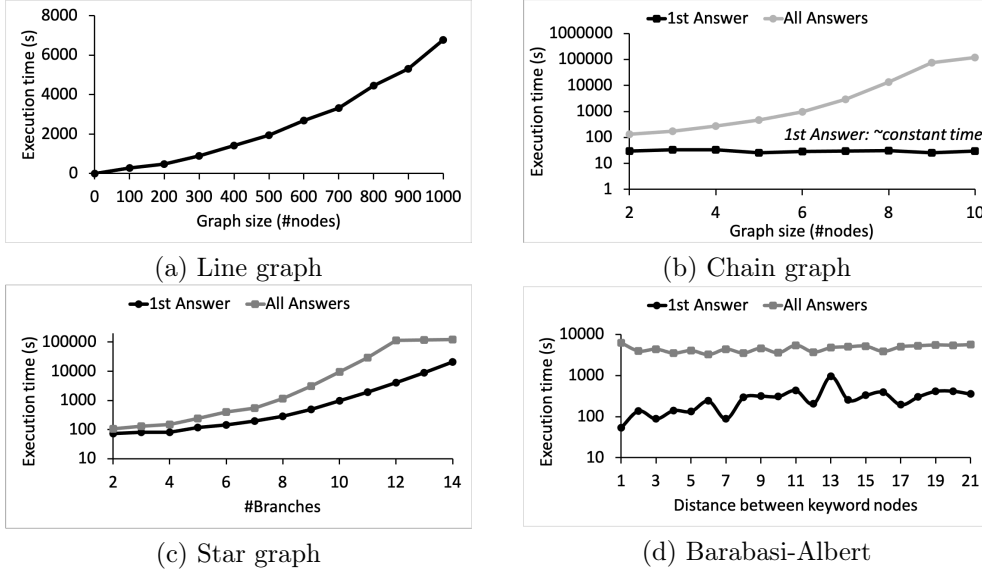 8000
6000
4000
2000
0
Execution time (s)
0 100 200 300 400 500 600 700 800 900 1000
Graph size (#nodes)
(a) Line graph
1st Answer All Answers
1000000
100000
10000
1000
100
10
1
Execution time (s)
1st Answer: ~constant time
2 4 6 8 10
Graph size (#nodes)
(b) Chain graph
1st Answer All Answers
100000
10000
1000
100
10
Execution time (s)
2 4 6 8 10 12 14
#Branches
(c) Star graph
1st Answer All Answers
10000
1000
100
10
Execution time (s)
1 3 5 7 9 11 13 15 17 19 21
Distance between keyword nodes
(d) Barabasi-Albert